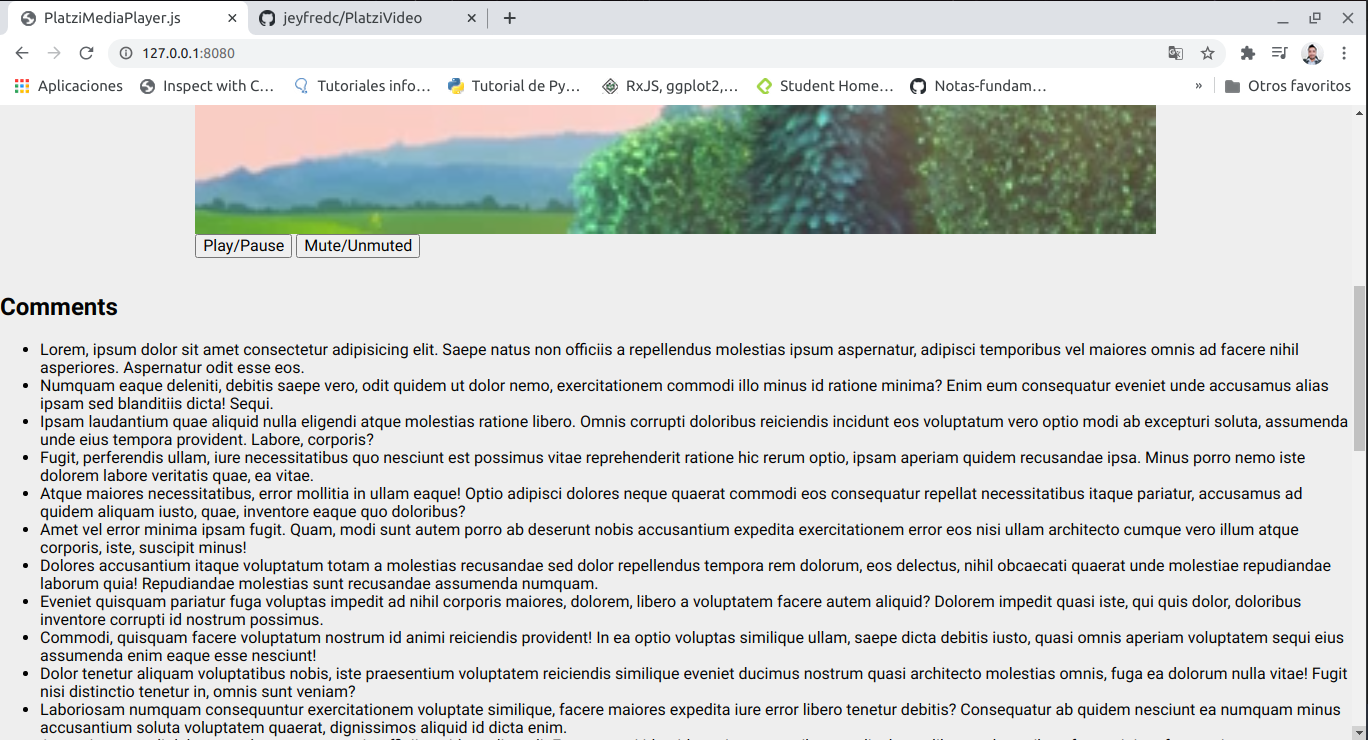 PlatziMediaPlayer.js
jeyfredc/PlatziVideo
127.0.0.1:8080
Aplicaciones
Inspect with C...
Tutoriales info...
Tutorial de Py...
RxJS, ggplot2,...
Student Home...
Notas-fundam...
»
Otros favoritos
Play/Pause
Mute/Unmuted
Comments
• Lorem, ipsum dolor sit amet consectetur adipisicing elit. Saepe natus non officiis a repellendus molestias ipsum aspernatur, adipisci temporibus vel maiores omnis ad facere nihil
asperiores. Aspernatur odit esse eos.
• Numquam eaque deleniti, debitis saepe vero, odit quidem ut dolor nemo, exercitationem commodi illo minus id ratione minima? Enim eum consequatur eveniet unde accusamus alias
ipsam sed blanditiis dicta! Sequi.
• Ipsam laudantium quae aliquid nulla eligendi atque molestias ratione libero. Omnis corrupti doloribus reiciendis incidunt eos voluptatum vero optio modi ab excepturi soluta, assumenda
unde eius tempora provident. Labore, corporis?
• Fugit, perferendis ullam, iure necessitatibus quo nesciunt est possimus vitae reprehenderit ratione hic rerum optio, ipsam aperiam quidem recusandae ipsa. Minus porro nemo iste
dolorem labore veritatis quae, ea vitae.
• Atque maiores necessitatibus, error mollitia in ullam eaque! Optio adipisci dolores neque quaerat commodi eos consequatur repellat necessitatibus itaque pariatur, accusamus ad
quidem aliquam iusto, quae, inventore eaque quo doloribus?
• Amet vel error minima ipsam fugit. Quam, modi sunt autem porro ab deserunt nobis accusantium expedita exercitationem error eos nisi ullam architecto cumque vero illum atque
corporis, iste, suscipit minus!
• Dolores accusantium itaque voluptatum totam a molestias recusandae sed dolor repellendus tempora rem dolorum, eos delectus, nihil obcaecati quaerat unde molestiae repudiandae
laborum quia! Repudiandae molestias sunt recusandae assumenda numquam.
• Eveniet quisquam pariatur fuga voluptas impedit ad nihil corporis maiores, dolorem, libero a voluptatem facere autem aliquid? Dolorem impedit quasi iste, qui quis dolor, doloribus
inventore corrupti id nostrum possimus.
• Commodi, quisquam facere voluptatum nostrum id animi reiciendis provident! In ea optio voluptas similique ullam, saepe dicta debitis iusto, quasi omnis aperiam voluptatem sequi eius
assumenda enim eaque esse nesciunt!
• Dolor tenetur aliquam voluptatibus nobis, iste praesentium voluptatem reiciendis similique eveniet ducimus nostrum quasi architecto molestias omnis, fuga ea dolorum nulla vitae! Fugit
nisi distinctio tenetur in, omnis sunt veniam?
• Laboriosam numquam consequuntur exercitationem voluptate similique, facere maiores expedita iure error libero tenetur debitis? Consequatur ab quidem nesciunt ea numquam minus
accusantium soluta voluptatem quaerat, dignissimos aliquid id dicta enim.